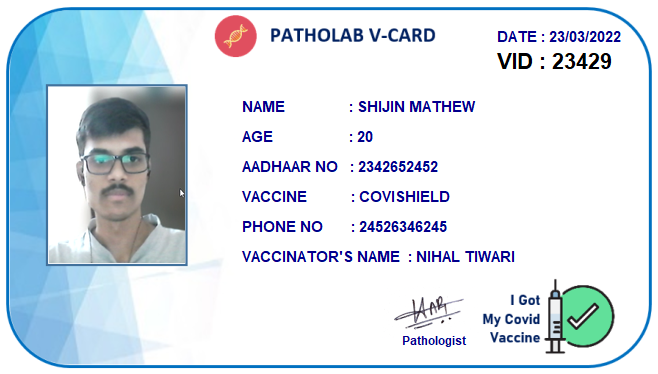 PATHOLAB V-CARD
DATE : 23/03/2022
VID : 23429
NAME : SHIJIN MATHEW
AGE : 20
AADHAAR NO : 2342652452
VACCINE : COVISHIELD
PHONE NO : 24526346245
VACCINATOR'S NAME : NIHAL TIWARI
Pathologist
I Got
My Covid
Vaccine